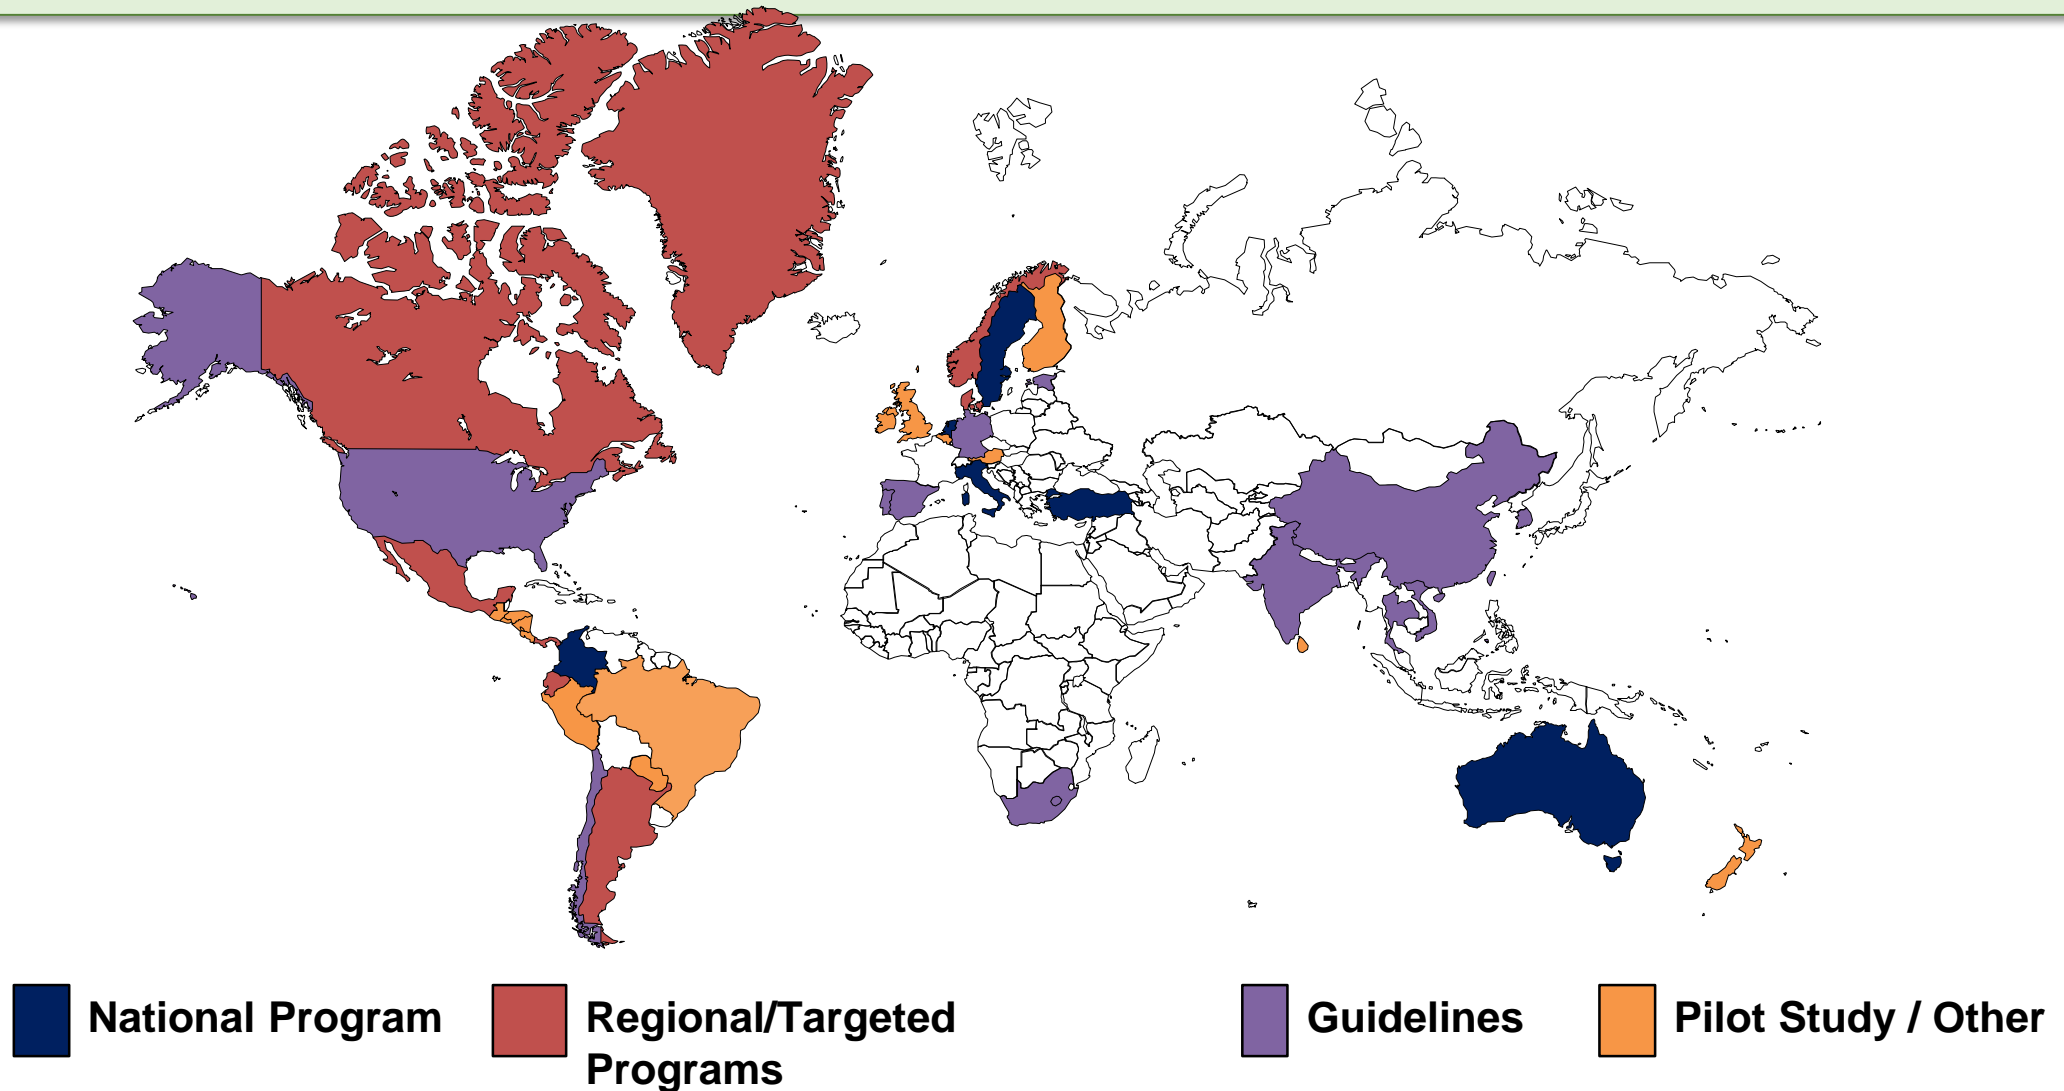 National Program
Regional/Targeted
Programs
Guidelines
Pilot Study / Other